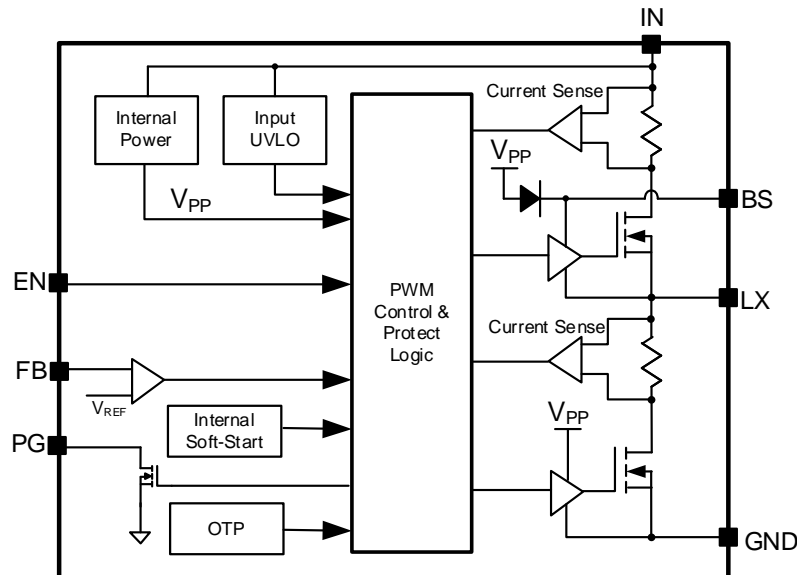 IN
Internal
Power
Input
UVLO
Current Sense
VPP
VPP
BS
EN
PWM
Control &
Protect
Logic
LX
Current Sense
FB
VREF
Internal
Soft-Start
VPP
PG
OTP
GND